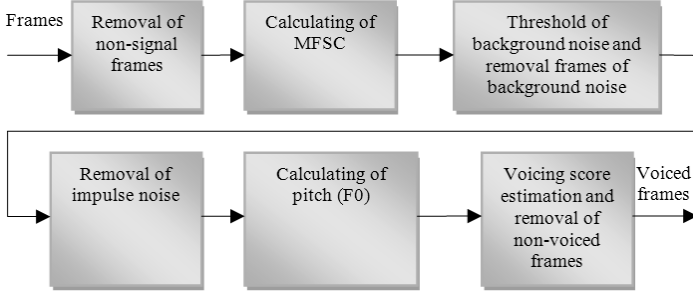 Frames
Removal of
non-signal
frames
Calculating of
MFSC
Threshold of
background noise and
removal frames of
background noise
Removal of
impulse noise
Calculating of
pitch (F0)
Voicing score
estimation and
removal of
non-voiced
frames
Voiced
frames